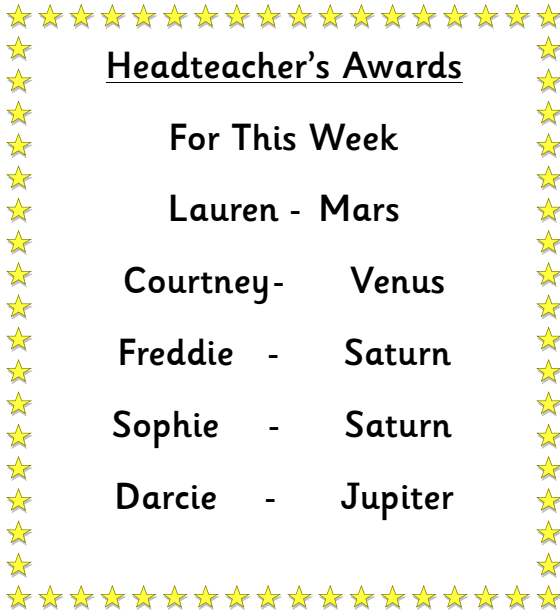 Headteacher’s Awards
For This Week
Lauren - Mars
Courtney- Venus
Freddie - Saturn
Sophie - Saturn
Darcie - Jupiter